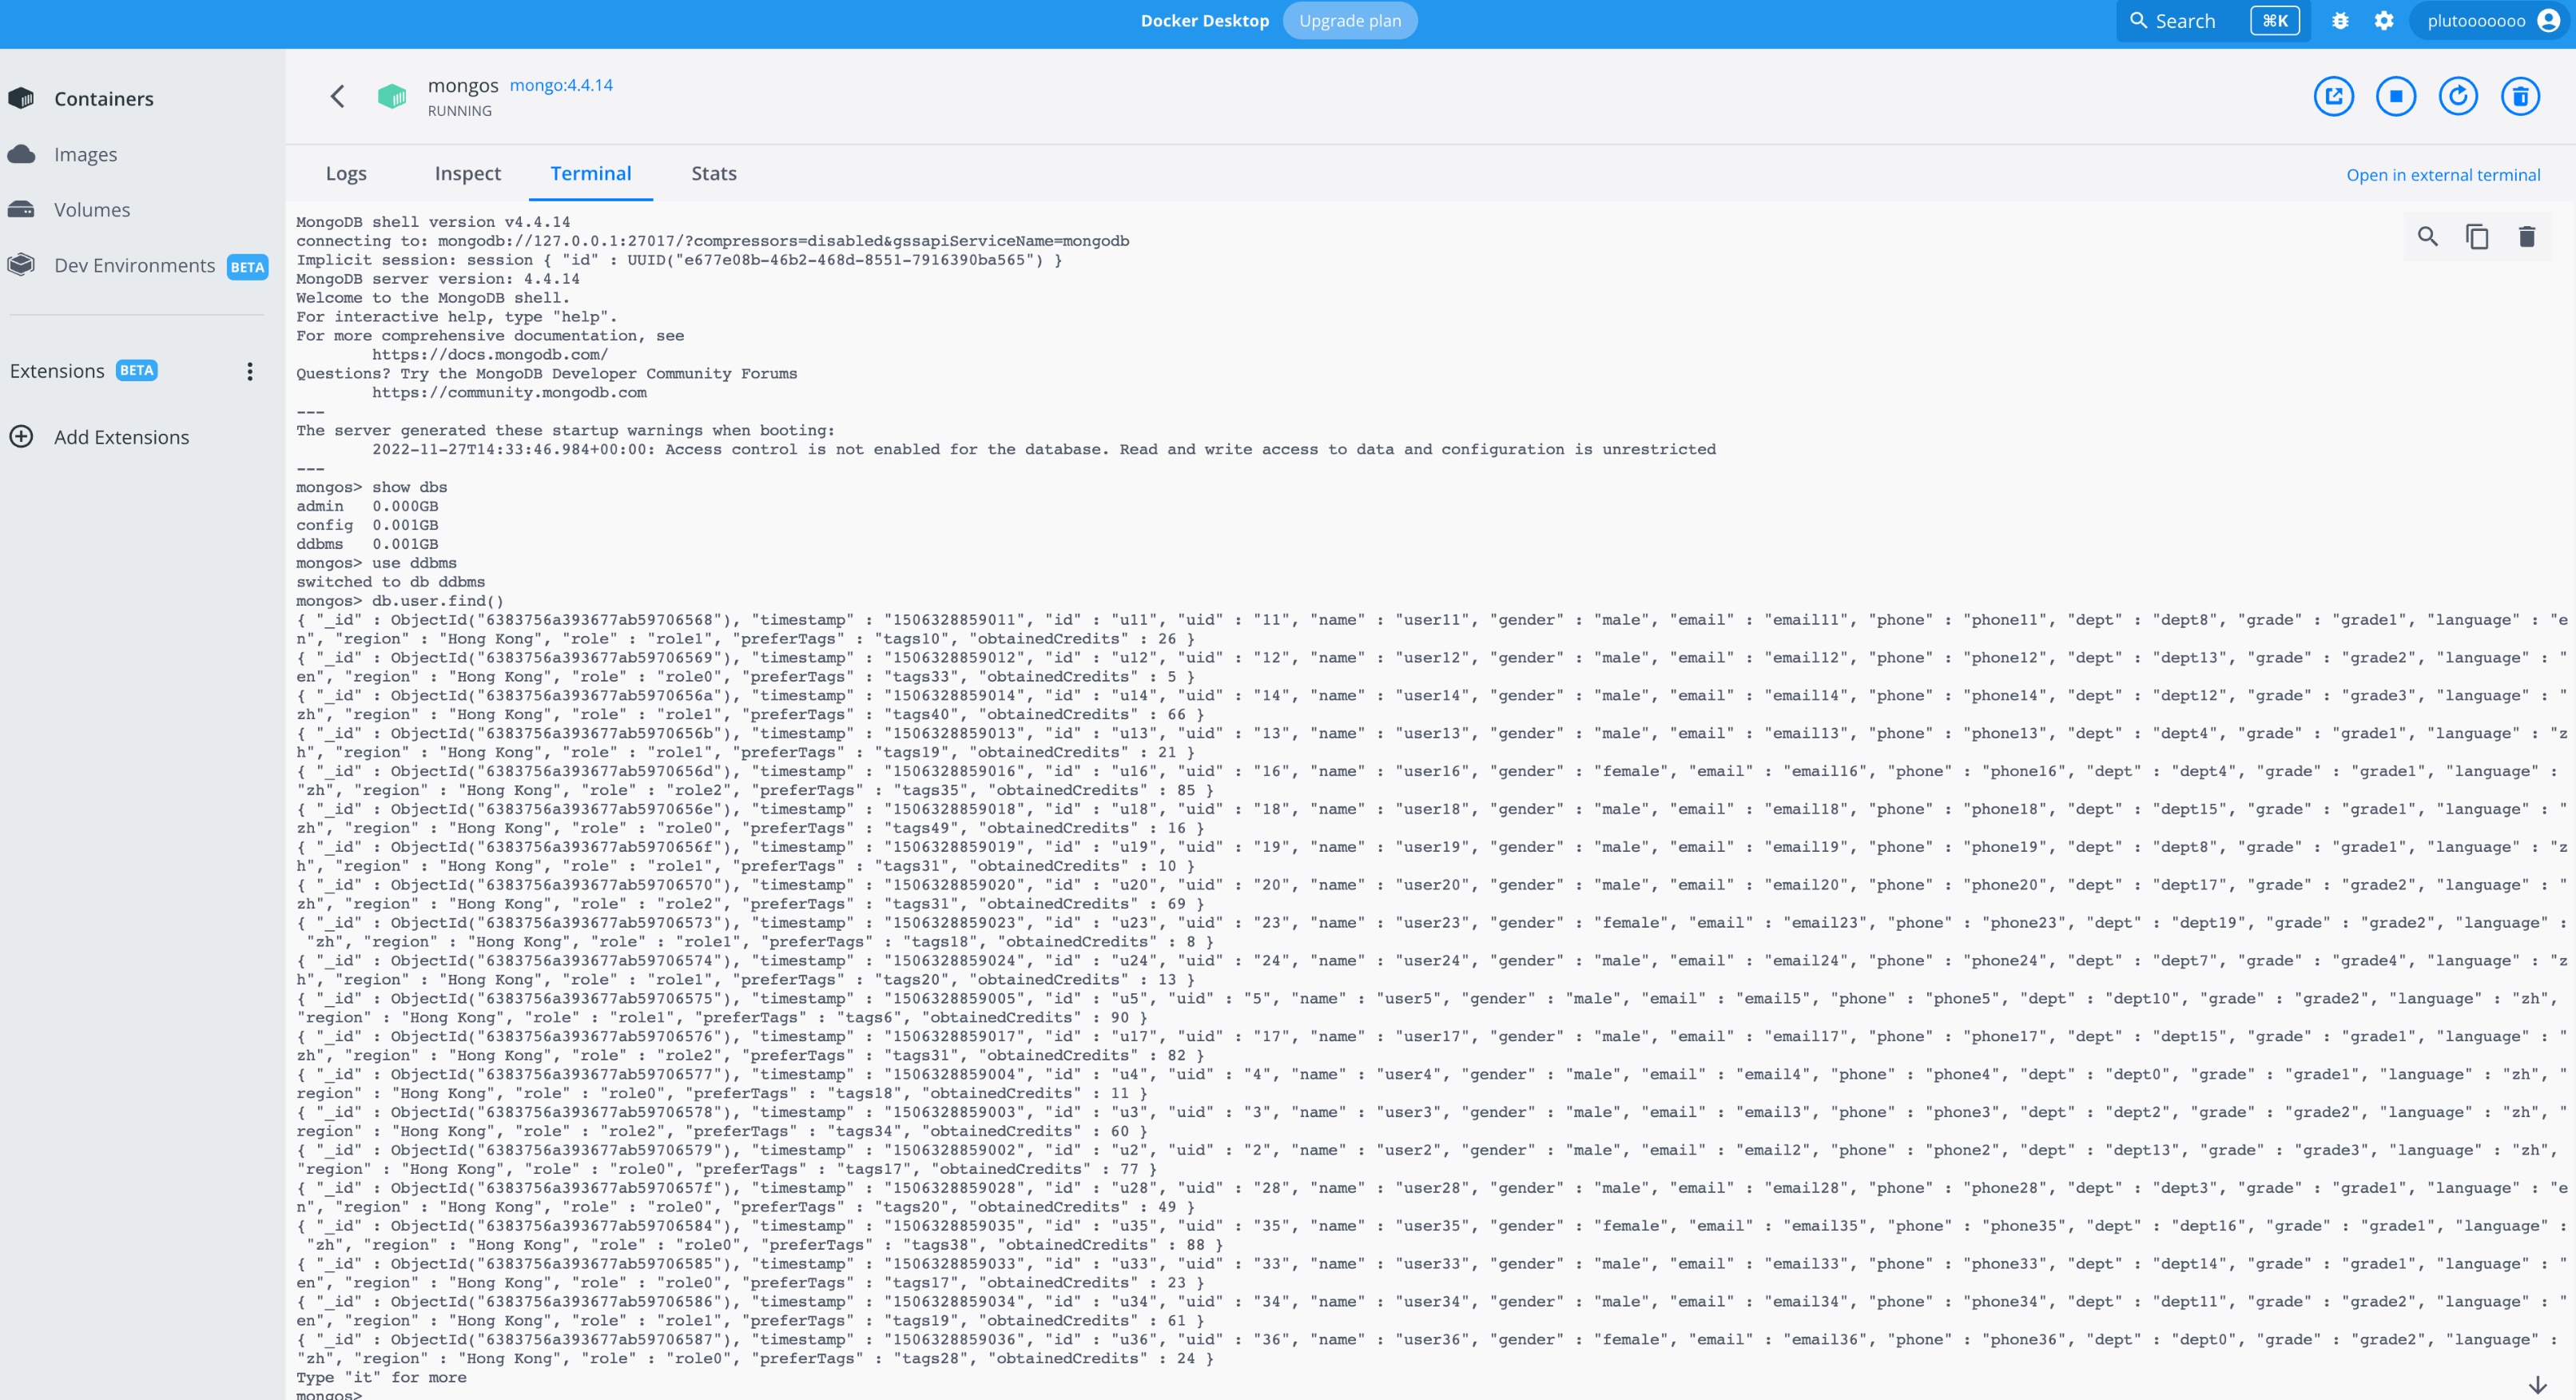 Docker Desktop Upgrade plan Search ⌘K plutooooooo
Containers
Images
Volumes
Dev Environments BETA
Extensions BETA
Add Extensions
mongos mongo:4.4.14
RUNNING
Logs Inspect Terminal Stats Open in external terminal
MongoDB shell version v4.4.14
connecting to: mongodb://127.0.0.1:27017/?compressors=disabled&gssapiServiceName=mongodb
Implicit session: session { "id" : UUID("e677e08b-46b2-468d-8551-7916390ba565") }
MongoDB server version: 4.4.14
Welcome to the MongoDB shell.
For interactive help, type "help".
For more comprehensive documentation, see
https://docs.mongodb.com/
Questions? Try the MongoDB Developer Community Forums
https://community.mongodb.com
---
The server generated these startup warnings when booting:
2022-11-27T14:33:46.984+00:00: Access control is not enabled for the database. Read and write access to data and configuration is unrestricted
---
mongos> show dbs
admin   0.000GB
config  0.001GB
ddbms   0.001GB
mongos> use ddbms
switched to db ddbms
mongos> db.user.find()
{ "_id" : ObjectId("6383756a393677ab59706568"), "timestamp" : "1506328859011", "id" : "u11", "uid" : "11", "name" : "user11", "gender" : "male", "email" : "email11", "phone" : "phone11", "dept" : "dept8", "grade" : "grade1", "language" : "e
n", "region" : "Hong Kong", "role" : "role1", "preferTags" : "tags10", "obtainedCredits" : 26 }
{ "_id" : ObjectId("6383756a393677ab59706569"), "timestamp" : "1506328859012", "id" : "u12", "uid" : "12", "name" : "user12", "gender" : "male", "email" : "email12", "phone" : "phone12", "dept" : "dept13", "grade" : "grade2", "language" : "
en", "region" : "Hong Kong", "role" : "role0", "preferTags" : "tags33", "obtainedCredits" : 5 }
{ "_id" : ObjectId("6383756a393677ab5970656a"), "timestamp" : "1506328859014", "id" : "u14", "uid" : "14", "name" : "user14", "gender" : "male", "email" : "email14", "phone" : "phone14", "dept" : "dept12", "grade" : "grade3", "language" : "
zh", "region" : "Hong Kong", "role" : "role1", "preferTags" : "tags40", "obtainedCredits" : 66 }
{ "_id" : ObjectId("6383756a393677ab5970656b"), "timestamp" : "1506328859013", "id" : "u13", "uid" : "13", "name" : "user13", "gender" : "male", "email" : "email13", "phone" : "phone13", "dept" : "dept4", "grade" : "grade1", "language" : "z
h", "region" : "Hong Kong", "role" : "role1", "preferTags" : "tags19", "obtainedCredits" : 21 }
{ "_id" : ObjectId("6383756a393677ab5970656d"), "timestamp" : "1506328859016", "id" : "u16", "uid" : "16", "name" : "user16", "gender" : "female", "email" : "email16", "phone" : "phone16", "dept" : "dept4", "grade" : "grade1", "language" :
"zh", "region" : "Hong Kong", "role" : "role2", "preferTags" : "tags35", "obtainedCredits" : 85 }
{ "_id" : ObjectId("6383756a393677ab5970656e"), "timestamp" : "1506328859018", "id" : "u18", "uid" : "18", "name" : "user18", "gender" : "male", "email" : "email18", "phone" : "phone18", "dept" : "dept15", "grade" : "grade1", "language" : "
zh", "region" : "Hong Kong", "role" : "role0", "preferTags" : "tags49", "obtainedCredits" : 16 }
{ "_id" : ObjectId("6383756a393677ab5970656f"), "timestamp" : "1506328859019", "id" : "u19", "uid" : "19", "name" : "user19", "gender" : "male", "email" : "email19", "phone" : "phone19", "dept" : "dept8", "grade" : "grade1", "language" : "z
h", "region" : "Hong Kong", "role" : "role1", "preferTags" : "tags31", "obtainedCredits" : 10 }
{ "_id" : ObjectId("6383756a393677ab59706570"), "timestamp" : "1506328859020", "id" : "u20", "uid" : "20", "name" : "user20", "gender" : "male", "email" : "email20", "phone" : "phone20", "dept" : "dept17", "grade" : "grade2", "language" : "
zh", "region" : "Hong Kong", "role" : "role2", "preferTags" : "tags31", "obtainedCredits" : 69 }
{ "_id" : ObjectId("6383756a393677ab59706573"), "timestamp" : "1506328859023", "id" : "u23", "uid" : "23", "name" : "user23", "gender" : "female", "email" : "email23", "phone" : "phone23", "dept" : "dept19", "grade" : "grade2", "language" :
"zh", "region" : "Hong Kong", "role" : "role1", "preferTags" : "tags18", "obtainedCredits" : 8 }
{ "_id" : ObjectId("6383756a393677ab59706574"), "timestamp" : "1506328859024", "id" : "u24", "uid" : "24", "name" : "user24", "gender" : "male", "email" : "email24", "phone" : "phone24", "dept" : "dept7", "grade" : "grade4", "language" : "z
h", "region" : "Hong Kong", "role" : "role1", "preferTags" : "tags20", "obtainedCredits" : 13 }
{ "_id" : ObjectId("6383756a393677ab59706575"), "timestamp" : "1506328859005", "id" : "u5", "uid" : "5", "name" : "user5", "gender" : "male", "email" : "email5", "phone" : "phone5", "dept" : "dept10", "grade" : "grade2", "language" : "zh",
"region" : "Hong Kong", "role" : "role1", "preferTags" : "tags6", "obtainedCredits" : 90 }
{ "_id" : ObjectId("6383756a393677ab59706576"), "timestamp" : "1506328859017", "id" : "u17", "uid" : "17", "name" : "user17", "gender" : "male", "email" : "email17", "phone" : "phone17", "dept" : "dept15", "grade" : "grade1", "language" : "
zh", "region" : "Hong Kong", "role" : "role2", "preferTags" : "tags31", "obtainedCredits" : 82 }
{ "_id" : ObjectId("6383756a393677ab59706577"), "timestamp" : "1506328859004", "id" : "u4", "uid" : "4", "name" : "user4", "gender" : "male", "email" : "email4", "phone" : "phone4", "dept" : "dept0", "grade" : "grade1", "language" : "zh", "
region" : "Hong Kong", "role" : "role0", "preferTags" : "tags18", "obtainedCredits" : 11 }
{ "_id" : ObjectId("6383756a393677ab59706578"), "timestamp" : "1506328859003", "id" : "u3", "uid" : "3", "name" : "user3", "gender" : "male", "email" : "email3", "phone" : "phone3", "dept" : "dept2", "grade" : "grade2", "language" : "zh", "
region" : "Hong Kong", "role" : "role2", "preferTags" : "tags34", "obtainedCredits" : 60 }
{ "_id" : ObjectId("6383756a393677ab59706579"), "timestamp" : "1506328859002", "id" : "u2", "uid" : "2", "name" : "user2", "gender" : "male", "email" : "email2", "phone" : "phone2", "dept" : "dept13", "grade" : "grade3", "language" : "zh",
"region" : "Hong Kong", "role" : "role0", "preferTags" : "tags17", "obtainedCredits" : 77 }
{ "_id" : ObjectId("6383756a393677ab5970657f"), "timestamp" : "1506328859028", "id" : "u28", "uid" : "28", "name" : "user28", "gender" : "male", "email" : "email28", "phone" : "phone28", "dept" : "dept3", "grade" : "grade1", "language" : "e
n", "region" : "Hong Kong", "role" : "role0", "preferTags" : "tags20", "obtainedCredits" : 49 }
{ "_id" : ObjectId("6383756a393677ab59706584"), "timestamp" : "1506328859035", "id" : "u35", "uid" : "35", "name" : "user35", "gender" : "female", "email" : "email35", "phone" : "phone35", "dept" : "dept16", "grade" : "grade1", "language" :
"zh", "region" : "Hong Kong", "role" : "role0", "preferTags" : "tags38", "obtainedCredits" : 88 }
{ "_id" : ObjectId("6383756a393677ab59706585"), "timestamp" : "1506328859033", "id" : "u33", "uid" : "33", "name" : "user33", "gender" : "male", "email" : "email33", "phone" : "phone33", "dept" : "dept14", "grade" : "grade1", "language" : "
en", "region" : "Hong Kong", "role" : "role0", "preferTags" : "tags17", "obtainedCredits" : 23 }
{ "_id" : ObjectId("6383756a393677ab59706586"), "timestamp" : "1506328859034", "id" : "u34", "uid" : "34", "name" : "user34", "gender" : "male", "email" : "email34", "phone" : "phone34", "dept" : "dept11", "grade" : "grade2", "language" : "
en", "region" : "Hong Kong", "role" : "role1", "preferTags" : "tags19", "obtainedCredits" : 61 }
{ "_id" : ObjectId("6383756a393677ab59706587"), "timestamp" : "1506328859036", "id" : "u36", "uid" : "36", "name" : "user36", "gender" : "female", "email" : "email36", "phone" : "phone36", "dept" : "dept0", "grade" : "grade2", "language" :
"zh", "region" : "Hong Kong", "role" : "role0", "preferTags" : "tags28", "obtainedCredits" : 24 }
Type "it" for more
mongos>